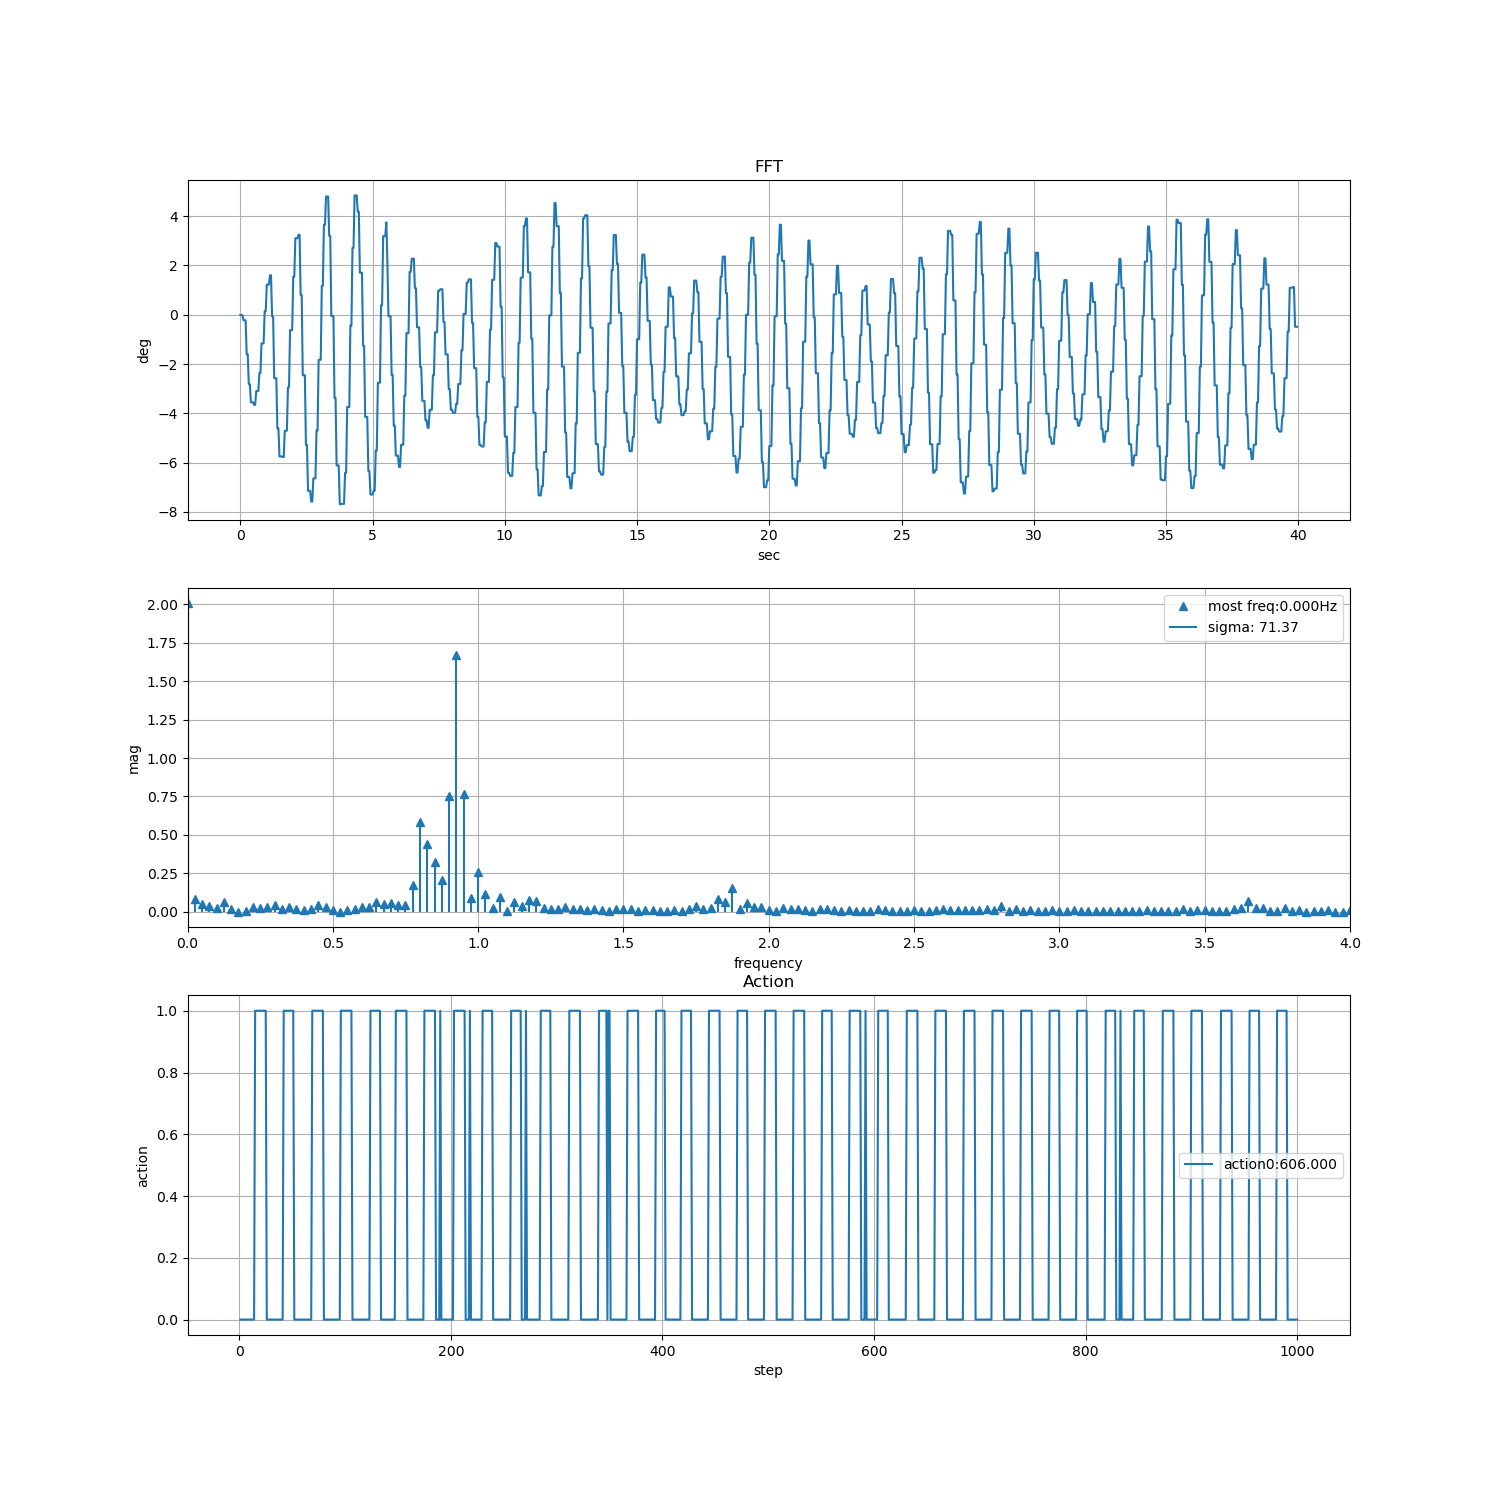 FFT
4
2
0
−2
−4
−6
−8
deg
0 5 10 15 20 25 30 35 40
sec
2.00
1.75
1.50
1.25
1.00
0.75
0.50
0.25
0.00
mag
most freq:0.000Hz
sigma: 71.37
0.0 0.5 1.0 1.5 2.0 2.5 3.0 3.5 4.0
frequency
Action
1.0
0.8
0.6
0.4
0.2
0.0
action
action0:606.000
0 200 400 600 800 1000
step